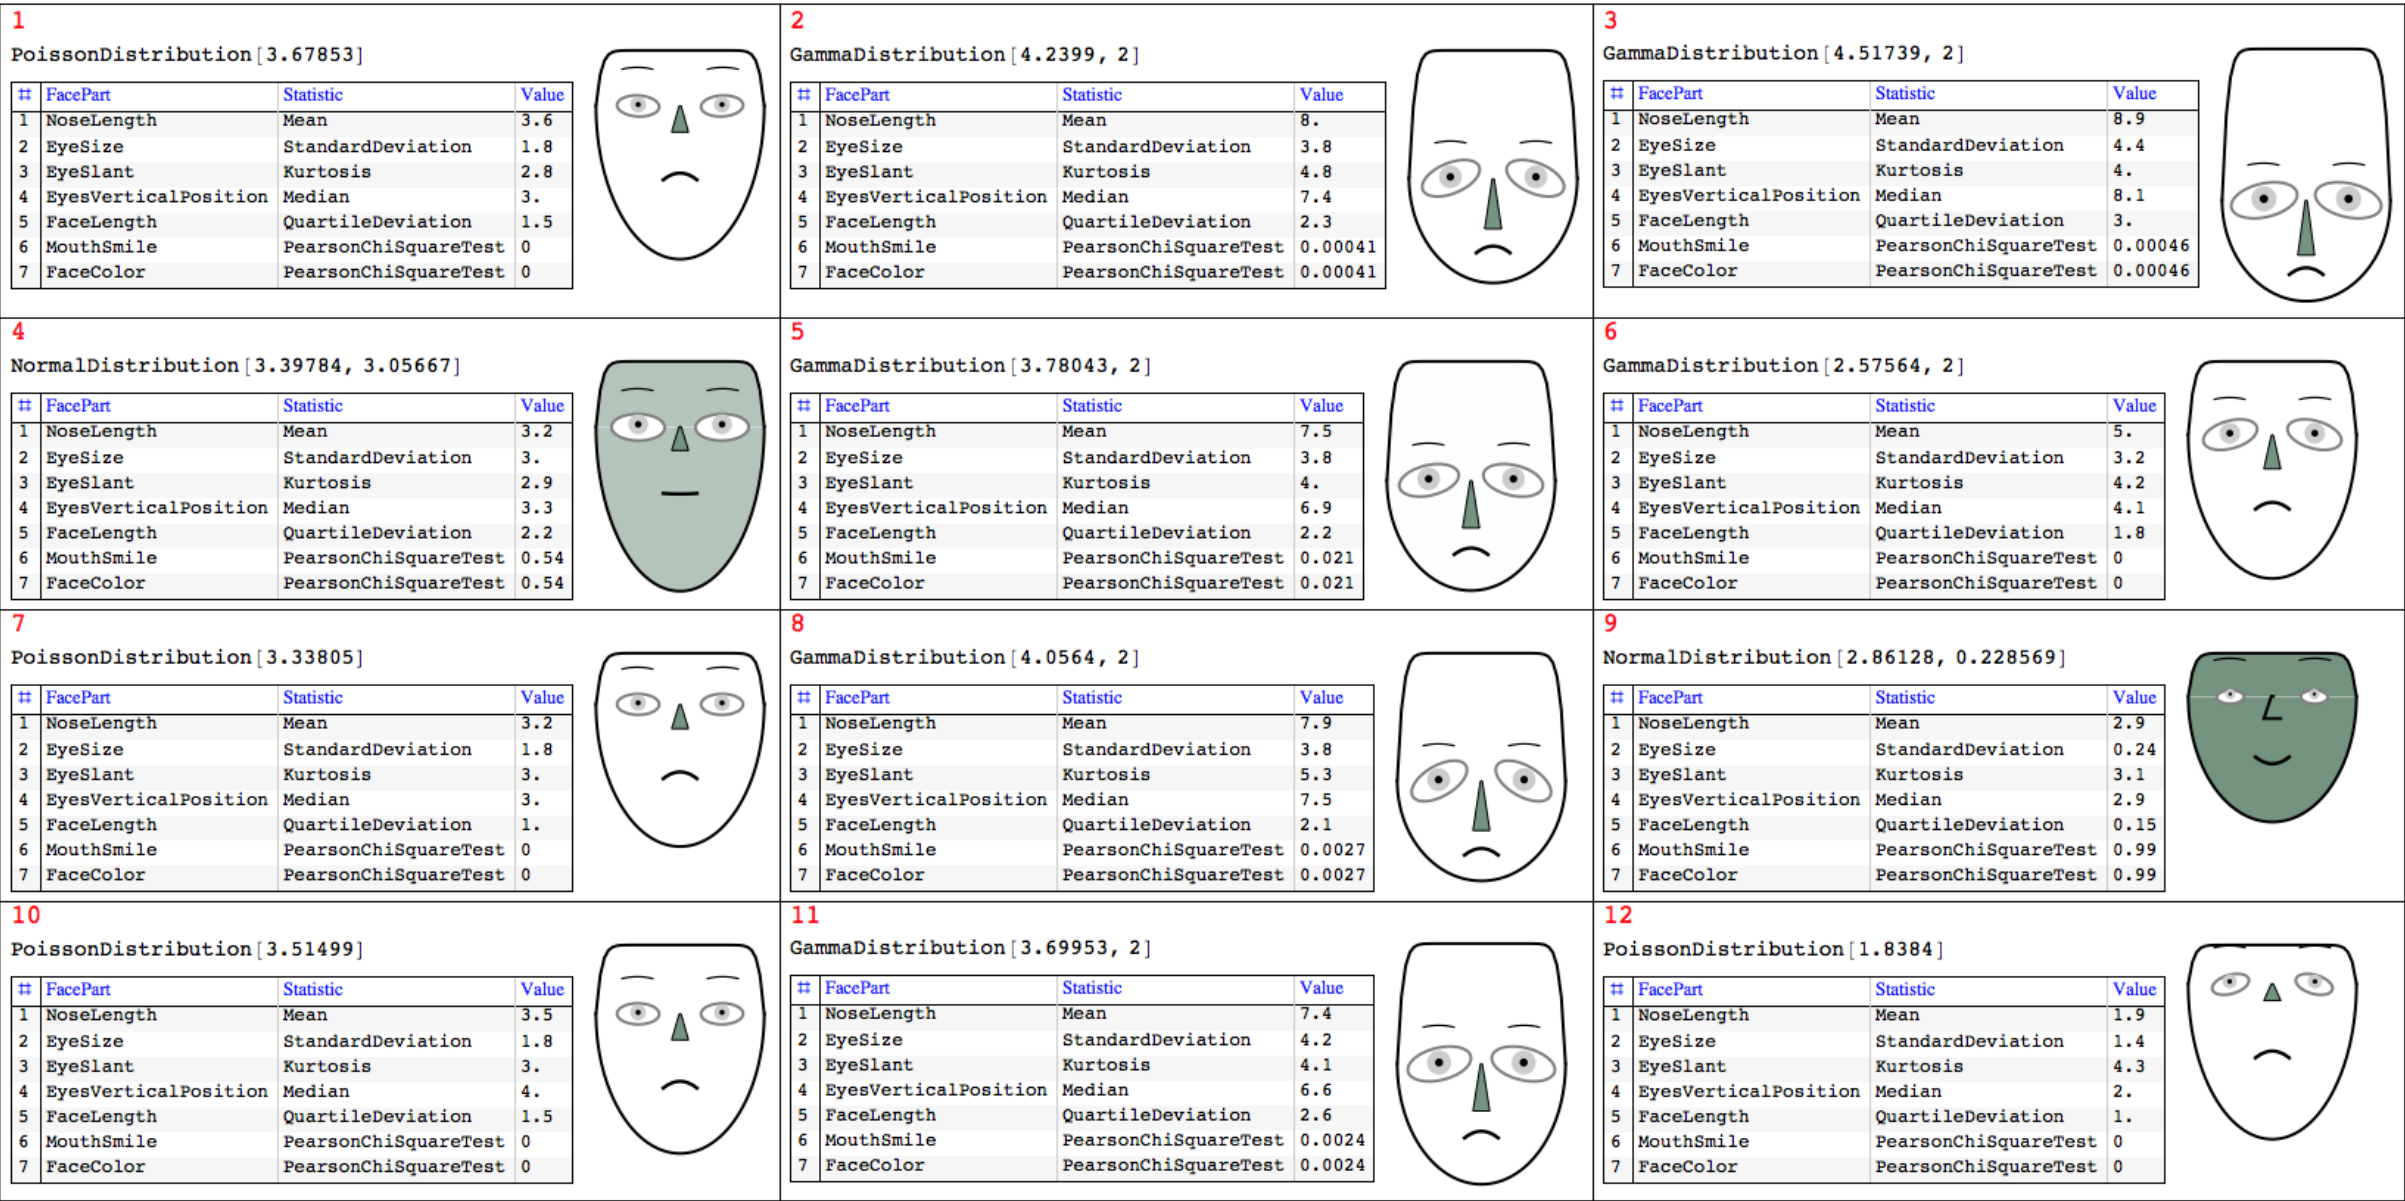 1
PoissonDistribution[3.67853]
# FacePart Statistic Value
1 NoseLength Mean 3.6
2 EyeSize StandardDeviation 1.8
3 EyeSlant Kurtosis 2.8
4 EyesVerticalPosition Median 3.
5 FaceLength QuartileDeviation 1.5
6 MouthSmile PearsonChiSquareTest 0
7 FaceColor PearsonChiSquareTest 0
2
GammaDistribution[4.2399, 2]
# FacePart Statistic Value
1 NoseLength Mean 8.
2 EyeSize StandardDeviation 3.8
3 EyeSlant Kurtosis 4.8
4 EyesVerticalPosition Median 7.4
5 FaceLength QuartileDeviation 2.3
6 MouthSmile PearsonChiSquareTest 0.00041
7 FaceColor PearsonChiSquareTest 0.00041
3
GammaDistribution[4.51739, 2]
# FacePart Statistic Value
1 NoseLength Mean 8.9
2 EyeSize StandardDeviation 4.4
3 EyeSlant Kurtosis 4.
4 EyesVerticalPosition Median 8.1
5 FaceLength QuartileDeviation 3.
6 MouthSmile PearsonChiSquareTest 0.00046
7 FaceColor PearsonChiSquareTest 0.00046
4
NormalDistribution[3.39784, 3.05667]
# FacePart Statistic Value
1 NoseLength Mean 3.2
2 EyeSize StandardDeviation 3.
3 EyeSlant Kurtosis 2.9
4 EyesVerticalPosition Median 3.3
5 FaceLength QuartileDeviation 2.2
6 MouthSmile PearsonChiSquareTest 0.54
7 FaceColor PearsonChiSquareTest 0.54
5
GammaDistribution[3.78043, 2]
# FacePart Statistic Value
1 NoseLength Mean 7.5
2 EyeSize StandardDeviation 3.8
3 EyeSlant Kurtosis 4.
4 EyesVerticalPosition Median 6.9
5 FaceLength QuartileDeviation 2.2
6 MouthSmile PearsonChiSquareTest 0.021
7 FaceColor PearsonChiSquareTest 0.021
6
GammaDistribution[2.57564, 2]
# FacePart Statistic Value
1 NoseLength Mean 5.
2 EyeSize StandardDeviation 3.2
3 EyeSlant Kurtosis 4.2
4 EyesVerticalPosition Median 4.1
5 FaceLength QuartileDeviation 1.8
6 MouthSmile PearsonChiSquareTest 0
7 FaceColor PearsonChiSquareTest 0
7
PoissonDistribution[3.33805]
# FacePart Statistic Value
1 NoseLength Mean 3.2
2 EyeSize StandardDeviation 1.8
3 EyeSlant Kurtosis 3.
4 EyesVerticalPosition Median 3.
5 FaceLength QuartileDeviation 1.
6 MouthSmile PearsonChiSquareTest 0
7 FaceColor PearsonChiSquareTest 0
8
GammaDistribution[4.0564, 2]
# FacePart Statistic Value
1 NoseLength Mean 7.9
2 EyeSize StandardDeviation 3.8
3 EyeSlant Kurtosis 5.3
4 EyesVerticalPosition Median 7.5
5 FaceLength QuartileDeviation 2.1
6 MouthSmile PearsonChiSquareTest 0.0027
7 FaceColor PearsonChiSquareTest 0.0027
9
NormalDistribution[2.86128, 0.228569]
# FacePart Statistic Value
1 NoseLength Mean 2.9
2 EyeSize StandardDeviation 0.24
3 EyeSlant Kurtosis 3.1
4 EyesVerticalPosition Median 2.9
5 FaceLength QuartileDeviation 0.15
6 MouthSmile PearsonChiSquareTest 0.99
7 FaceColor PearsonChiSquareTest 0.99
10
PoissonDistribution[3.51499]
# FacePart Statistic Value
1 NoseLength Mean 3.5
2 EyeSize StandardDeviation 1.8
3 EyeSlant Kurtosis 3.
4 EyesVerticalPosition Median 4.
5 FaceLength QuartileDeviation 1.5
6 MouthSmile PearsonChiSquareTest 0
7 FaceColor PearsonChiSquareTest 0
11
GammaDistribution[3.69953, 2]
# FacePart Statistic Value
1 NoseLength Mean 7.4
2 EyeSize StandardDeviation 4.2
3 EyeSlant Kurtosis 4.1
4 EyesVerticalPosition Median 6.6
5 FaceLength QuartileDeviation 2.6
6 MouthSmile PearsonChiSquareTest 0.0024
7 FaceColor PearsonChiSquareTest 0.0024
12
PoissonDistribution[1.8384]
# FacePart Statistic Value
1 NoseLength Mean 1.9
2 EyeSize StandardDeviation 1.4
3 EyeSlant Kurtosis 4.3
4 EyesVerticalPosition Median 2.
5 FaceLength QuartileDeviation 1.
6 MouthSmile PearsonChiSquareTest 0
7 FaceColor PearsonChiSquareTest 0